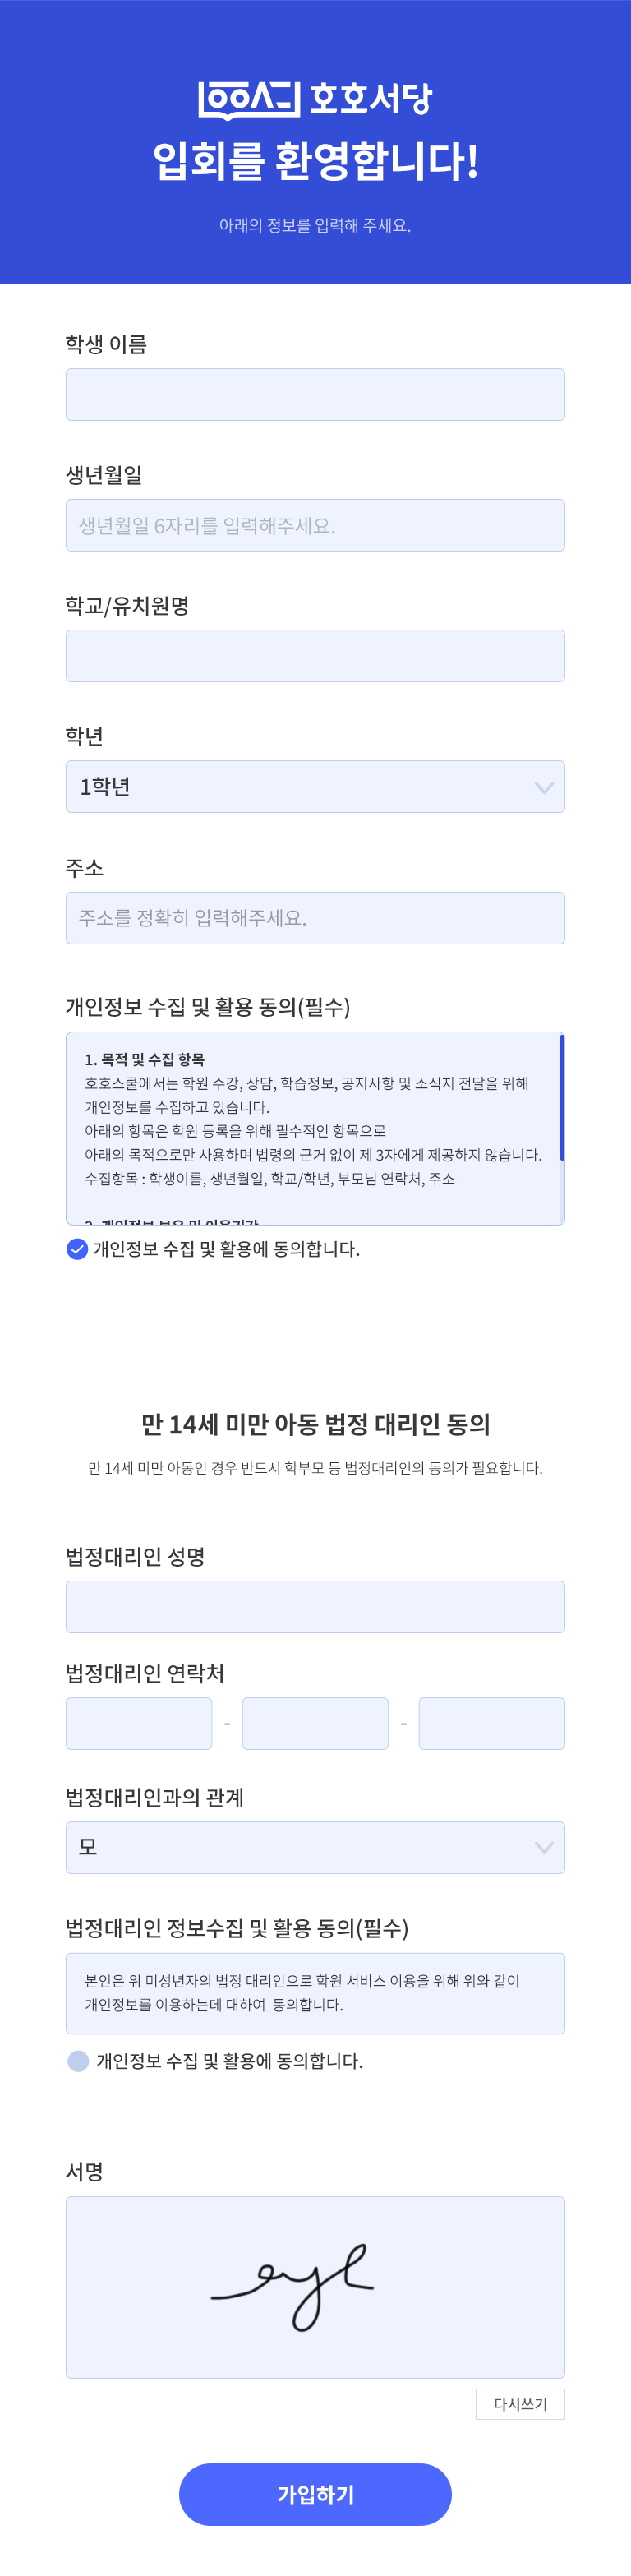 호호서당
입회를 환영합니다!
아래의 정보를 입력해 주세요.
학생 이름
생년월일
생년월일 6자리를 입력해주세요.
학교/유치원명
학년
1학년
주소
주소를 정확히 입력해주세요.
개인정보 수집 및 활용 동의(필수)
1. 목적 및 수집 항목
호호스쿨에서는 학원 수강, 상담, 학습정보, 공지사항 및 소식지 전달을 위해
개인정보를 수집하고 있습니다.
아래의 항목은 학원 등록을 위해 필수적인 항목으로
아래의 목적으로만 사용하며 법령의 근거 없이 제 3자에게 제공하지 않습니다.
수집항목 : 학생이름, 생년월일, 학교/학년, 부모님 연락처, 주소
2. 개인정보 보유 및 이용기간
개인정보 수집 및 활용에 동의합니다.
만 14세 미만 아동 법정 대리인 동의
만 14세 미만 아동인 경우 반드시 학부모 등 법정대리인의 동의가 필요합니다.
법정대리인 성명
법정대리인 연락처
- -
법정대리인과의 관계
모
법정대리인 정보수집 및 활용 동의(필수)
본인은 위 미성년자의 법정 대리인으로 학원 서비스 이용을 위해 위와 같이
개인정보를 이용하는데 대하여 동의합니다.
개인정보 수집 및 활용에 동의합니다.
서명
다시쓰기
가입하기